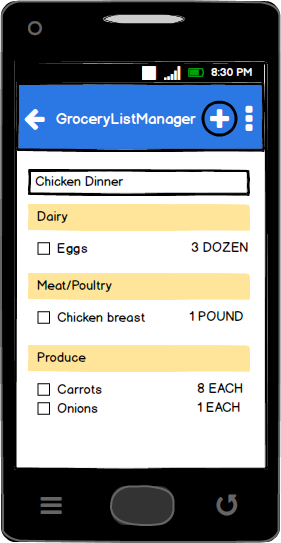 8:30 PM
GroceryListManager
Chicken Dinner
Dairy
Eggs 3 DOZEN
Meat/Poultry
Chicken breast 1 POUND
Produce
Carrots 8 EACH
Onions 1 EACH